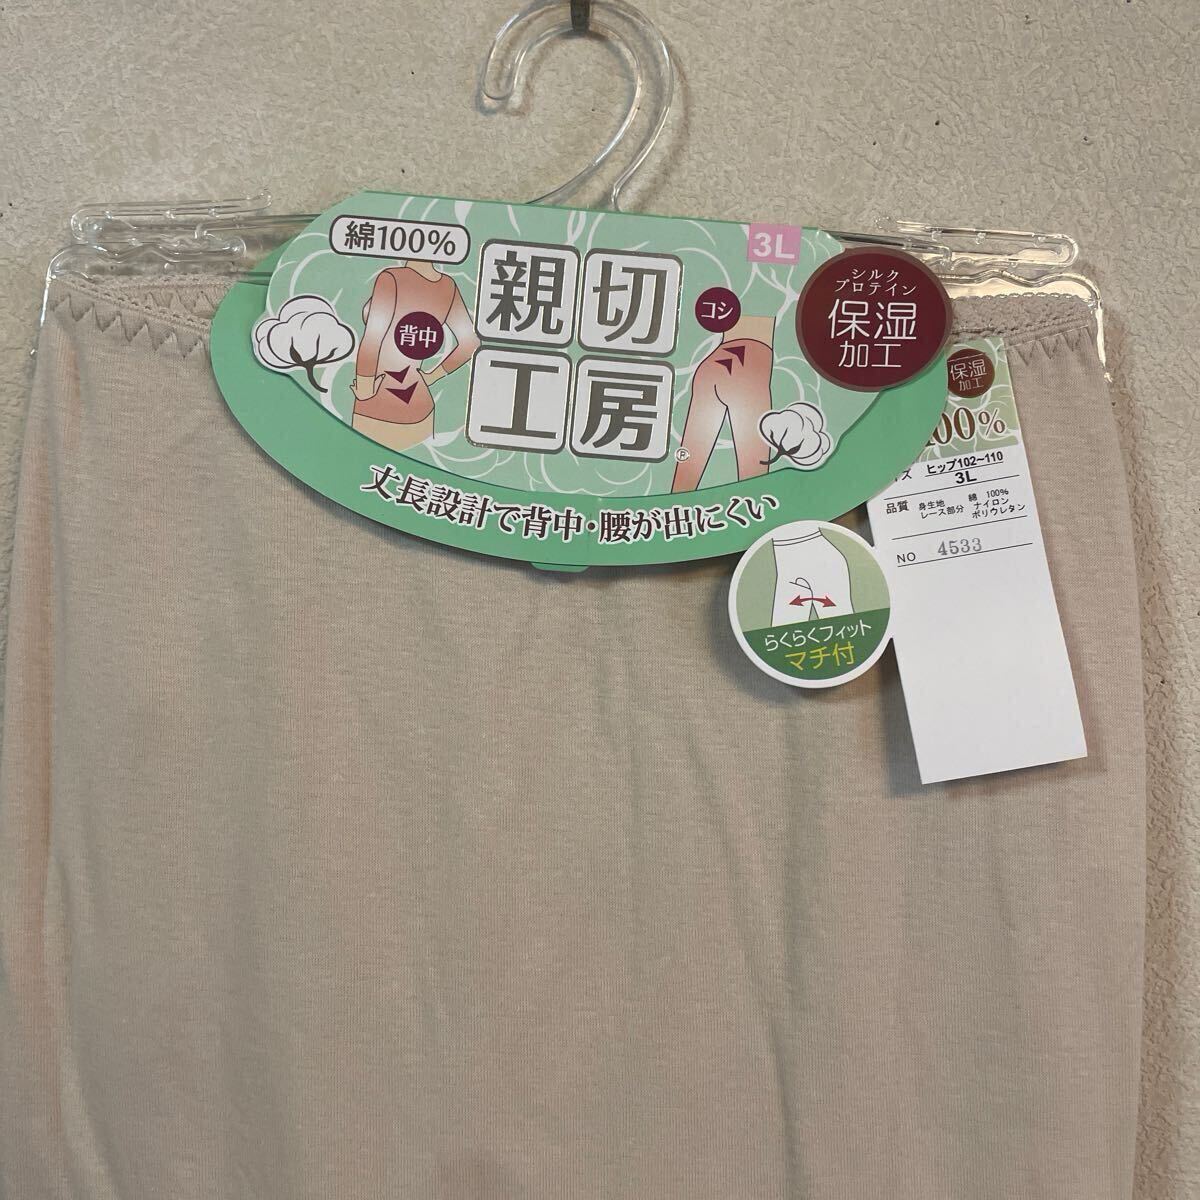 綿100%
親切
工房
®
背中
コシ
3L
シルク
プロテイン
保湿
加工
丈長設計で背中・腰が出にくい
保湿
加工
00%
ズ ヒップ102~110
3L
品質 身生地 綿 100%
レース部分 ナイロン
ポリウレタン
NO 4533
らくらくフィット
マチ付